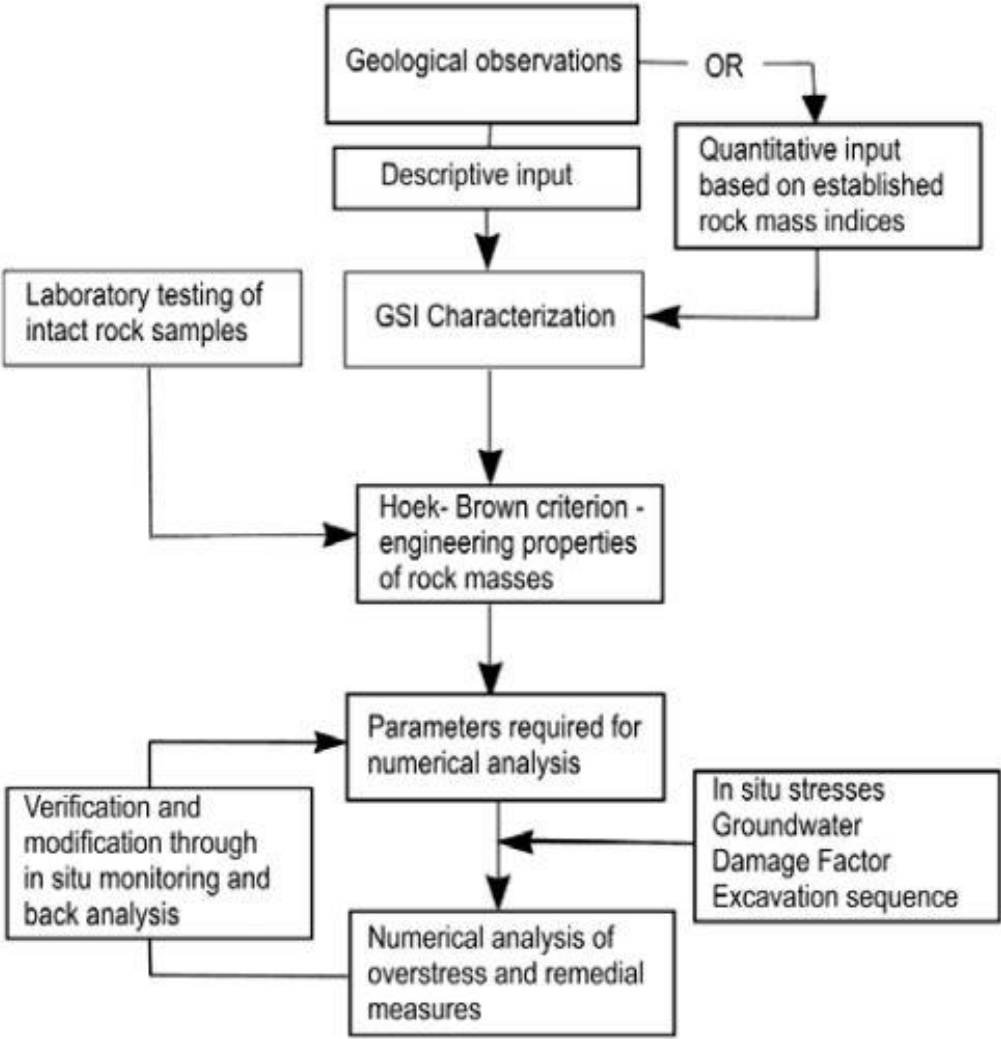 Geological observations
OR
Descriptive input
Quantitative input
based on established
rock mass indices
Laboratory testing of
intact rock samples
GSI Characterization
Hoek- Brown criterion -
engineering properties
of rock masses
Parameters required for
numerical analysis
In situ stresses
Groundwater
Damage Factor
Excavation sequence
Verification and
modification through
in situ monitoring and
back analysis
Numerical analysis of
overstress and remedial
measures